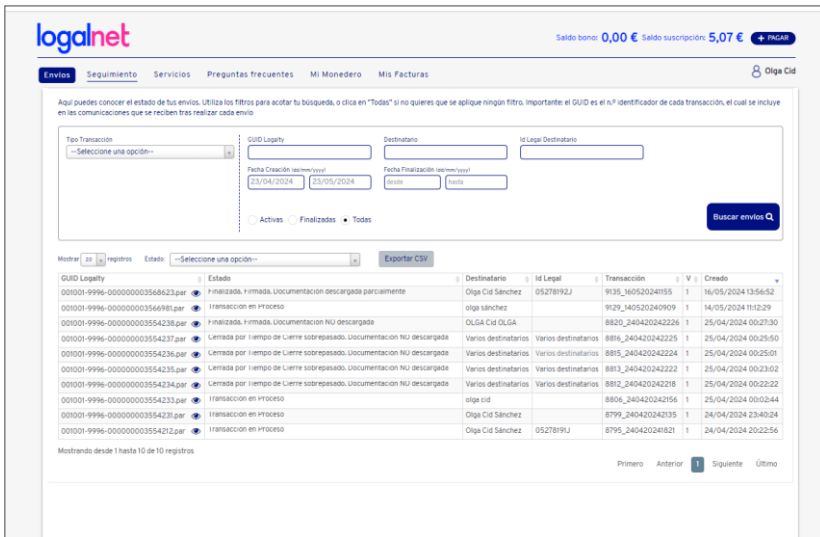 logalnet
Saldo bono: 0,00 € Saldo suscripción: 5,07 € + PAGAR
Envíos Seguimiento Servicios Preguntas frecuentes Mi Monedero Mis Facturas Olga Cid
Aquí puedes conocer el estado de tus envíos. Utiliza los filtros para acotar tu búsqueda, o clica en "Todas" si no quieres que se aplique ningún filtro. Importante: el GUID es el n.º identificador de cada transacción, el cual se incluye
en las comunicaciones que se reciben tras realizar cada envío
Tipo Transacción GUID Logalty Destinatario Id Legal Destinatario
--Seleccione una opción--
Fecha Creación (dd/mm/yyyy) Fecha Finalización (dd/mm/yyyy)
23/04/2024 23/05/2024 desde hasta
Activas Finalizadas Todas
Buscar envíos
Mostrar 20 registros Estado: --Seleccione una opción-- Exportar CSV
GUID Logalty Estado Destinatario Id Legal Transacción V Creado
001001-9996-000000003568623.par Finalizada. Firmada. Documentación descargada parcialmente Olga Cid Sánchez 05278192J 9135_160520241155 1 16/05/2024 13:56:52
001001-9996-000000003566981.par Transacción en Proceso olga sánchez 9129_140520240909 1 14/05/2024 11:12:29
001001-9996-000000003554238.par Finalizada. Firmada. Documentación NO descargada OLGA Cid OLGA 8820_240420242226 1 25/04/2024 00:27:30
001001-9996-000000003554237.par Cerrada por Tiempo de Cierre sobrepasado. Documentación NO descargada Varios destinatarios Varios destinatarios 8816_240420242225 1 25/04/2024 00:25:50
001001-9996-000000003554236.par Cerrada por Tiempo de Cierre sobrepasado. Documentación NO descargada Varios destinatarios Varios destinatarios 8815_240420242224 1 25/04/2024 00:25:01
001001-9996-000000003554235.par Cerrada por Tiempo de Cierre sobrepasado. Documentación NO descargada Varios destinatarios Varios destinatarios 8813_240420242222 1 25/04/2024 00:23:02
001001-9996-000000003554234.par Cerrada por Tiempo de Cierre sobrepasado. Documentación NO descargada Varios destinatarios Varios destinatarios 8812_240420242218 1 25/04/2024 00:22:22
001001-9996-000000003554233.par Transacción en Proceso olga cid 8806_240420242156 1 25/04/2024 00:02:44
001001-9996-000000003554231.par Transacción en Proceso Olga Cid Sánchez 8799_240420242135 1 24/04/2024 23:40:24
001001-9996-000000003554212.par Transacción en Proceso Olga Cid Sánchez 05278191J 8795_240420241821 1 24/04/2024 20:22:56
Mostrando desde 1 hasta 10 de 10 registros
Primero Anterior 1 Siguiente Último